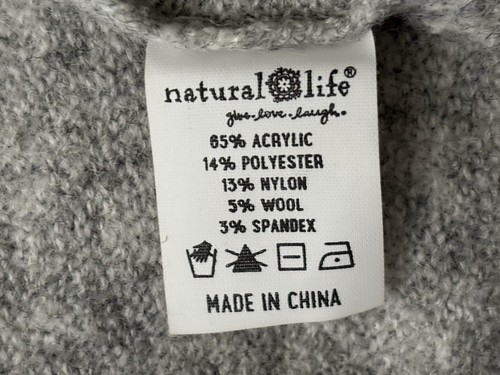 natural life®
give.love.laugh.
65% ACRYLIC
14% POLYESTER
13% NYLON
5% WOOL
3% SPANDEX
MADE IN CHINA